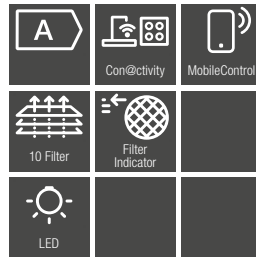 A
Con@ctivity
MobileControl
10 Filter
Filter
Indicator
LED